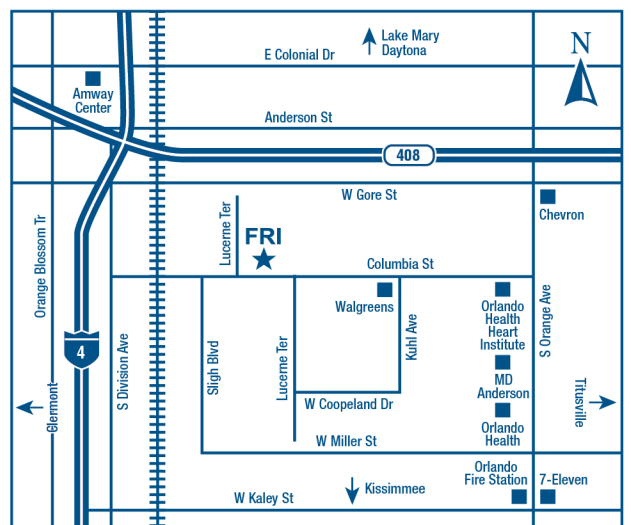 Lake Mary
Daytona
N
E Colonial Dr
Amway
Center
Anderson St
408
W Gore St
Chevron
Lucerne Ter
FRI
Orange Blossom Tr
Columbia St
Walgreens
Orlando
Health
Heart
Institute
S Orange Ave
Kuhl Ave
4
S Division Ave
Sligh Blvd
Lucerne Ter
MD
Anderson
Clermont
Titusville
W Coopeland Dr
Orlando
Health
W Miller St
Orlando
Fire Station
7-Eleven
Kissimmee
W Kaley St